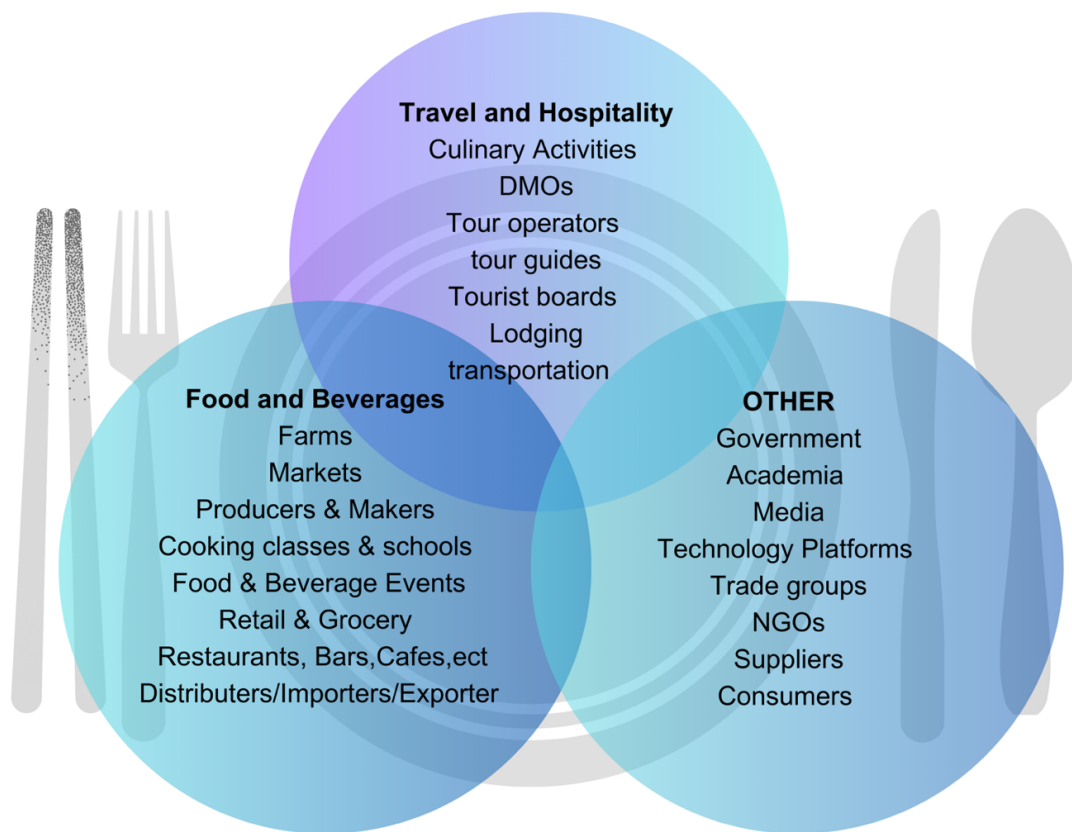 Travel and Hospitality
Culinary Activities
DMOs
Tour operators
tour guides
Tourist boards
Lodging
transportation
Food and Beverages
Farms
Markets
Producers & Makers
Cooking classes & schools
Food & Beverage Events
Retail & Grocery
Restaurants, Bars,Cafes,ect
Distributers/Importers/Exporter
OTHER
Government
Academia
Media
Technology Platforms
Trade groups
NGOs
Suppliers
Consumers